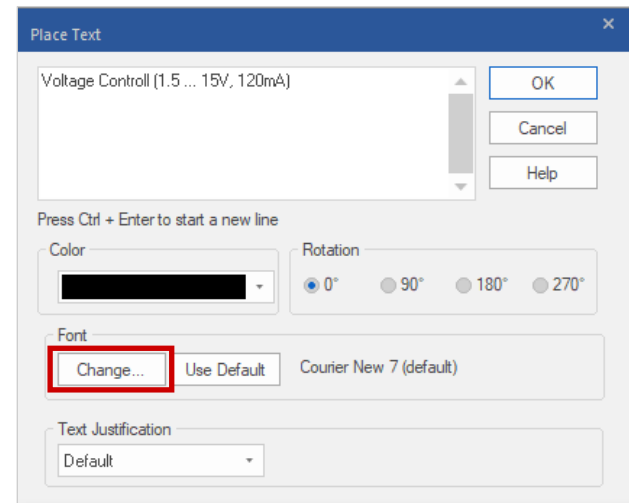 Place Text
Voltage Controll (1.5 ... 15V, 120mA)
OK
Cancel
Help
Press Ctrl + Enter to start a new line
Color
Rotation
0° 90° 180° 270°
Font
Change... Use Default Courier New 7 (default)
Text Justification
Default